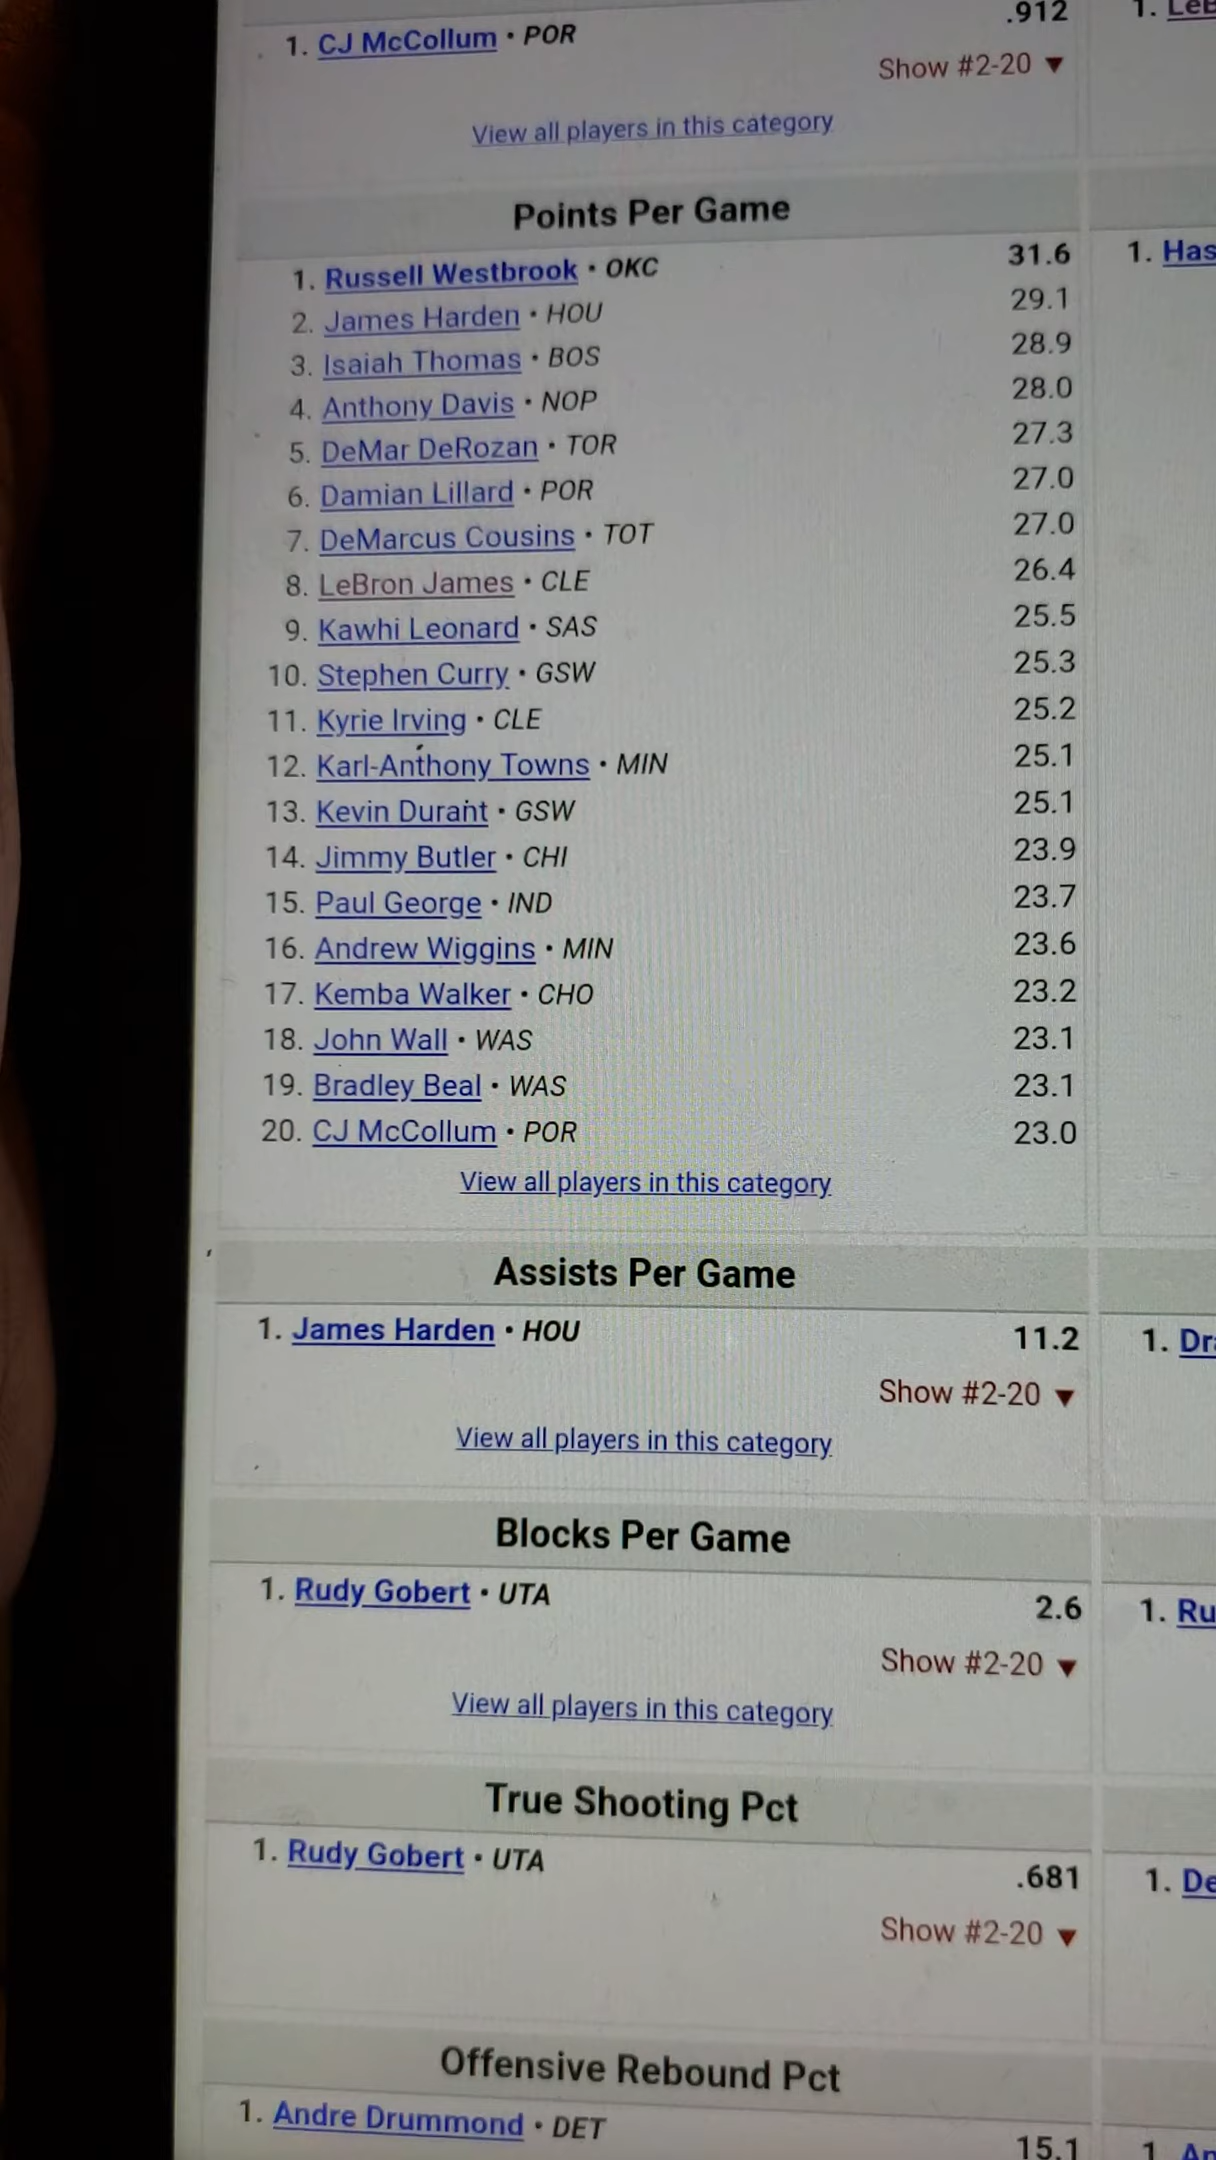 1. CJ McCollum • POR .912
Show #2-20 ▼
View all players in this category
Points Per Game
1. Russell Westbrook • OKC 31.6
2. James Harden • HOU 29.1
3. Isaiah Thomas • BOS 28.9
4. Anthony Davis • NOP 28.0
5. DeMar DeRozan • TOR 27.3
6. Damian Lillard • POR 27.0
7. DeMarcus Cousins • TOT 27.0
8. LeBron James • CLE 26.4
9. Kawhi Leonard • SAS 25.5
10. Stephen Curry • GSW 25.3
11. Kyrie Irving • CLE 25.2
12. Karl-Anthony Towns • MIN 25.1
13. Kevin Durant • GSW 25.1
14. Jimmy Butler • CHI 23.9
15. Paul George • IND 23.7
16. Andrew Wiggins • MIN 23.6
17. Kemba Walker • CHO 23.2
18. John Wall • WAS 23.1
19. Bradley Beal • WAS 23.1
20. CJ McCollum • POR 23.0
View all players in this category
Assists Per Game
1. James Harden • HOU 11.2
Show #2-20 ▼
View all players in this category
Blocks Per Game
1. Rudy Gobert • UTA 2.6
Show #2-20 ▼
View all players in this category
True Shooting Pct
1. Rudy Gobert • UTA .681
Show #2-20 ▼
Offensive Rebound Pct
1. Andre Drummond • DET 15.1
1. Has
1. Dr
1. Ru
1. De